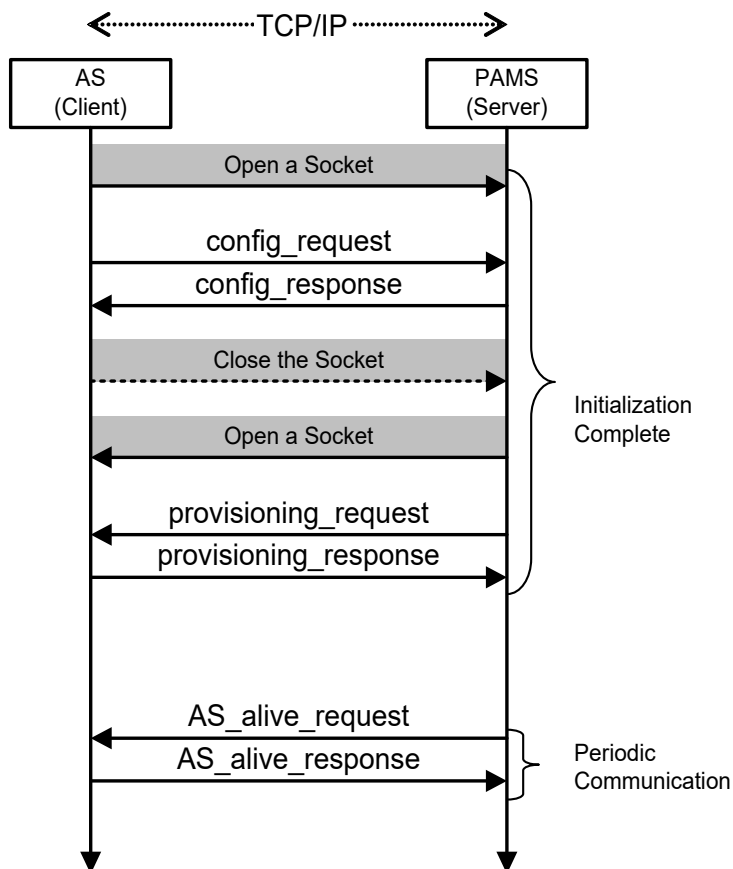 TCP/IP
AS
(Client)
PAMS
(Server)
Open a Socket
config_request
config_response
Close the Socket
Open a Socket
Initialization
Complete
provisioning_request
provisioning_response
AS_alive_request
AS_alive_response
Periodic
Communication